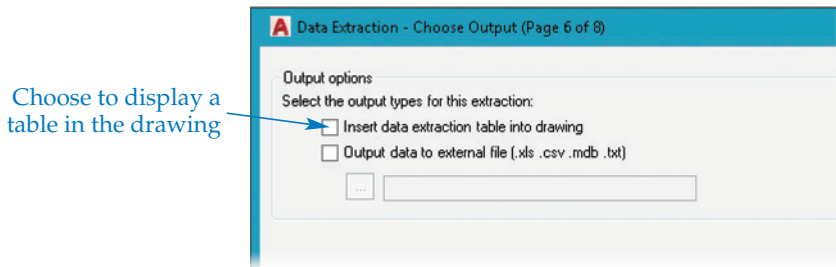 Data Extraction - Choose Output (Page 6 of 8)
Output options
Select the output types for this extraction:
Choose to display a
table in the drawing
Insert data extraction table into drawing
Output data to external file (.xls .csv .mdb .txt)
...